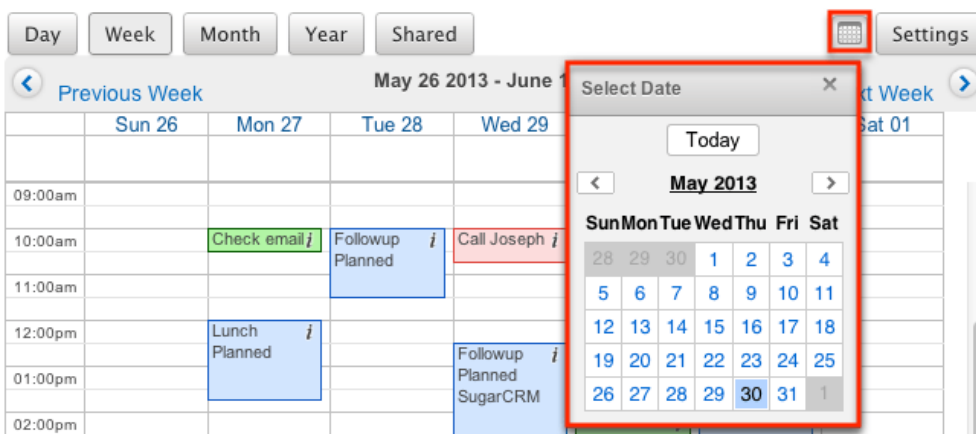 Day Week Month Year Shared Settings
Previous Week May 26 2013 - June 1 xt Week
Sun 26 Mon 27 Tue 28 Wed 29 Sat 01
09:00am
10:00am
11:00am
12:00pm
01:00pm
02:00pm
Check email i
Lunch i
Planned
Followup i
Planned
Call Joseph i
Followup i
Planned
SugarCRM
Select Date ×
Today
< May 2013 >
Sun Mon Tue Wed Thu Fri Sat
28 29 30 1 2 3 4
5 6 7 8 9 10 11
12 13 14 15 16 17 18
19 20 21 22 23 24 25
26 27 28 29 30 31 1